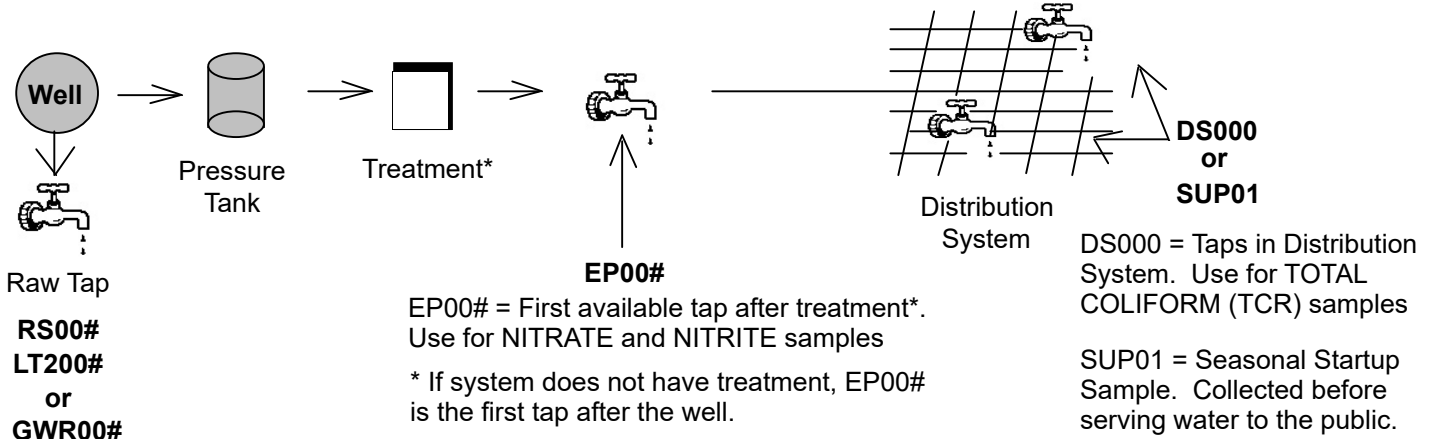 Well
Pressure
Tank
Treatment*
Raw Tap
RS00#
LT200#
or
GWR00#
EP00#
EP00# = First available tap after treatment*.
Use for NITRATE and NITRITE samples
* If system does not have treatment, EP00#
is the first tap after the well.
Distribution
System
DS000
or
SUP01
DS000 = Taps in Distribution
System. Use for TOTAL
COLIFORM (TCR) samples
SUP01 = Seasonal Startup
Sample. Collected before
serving water to the public.